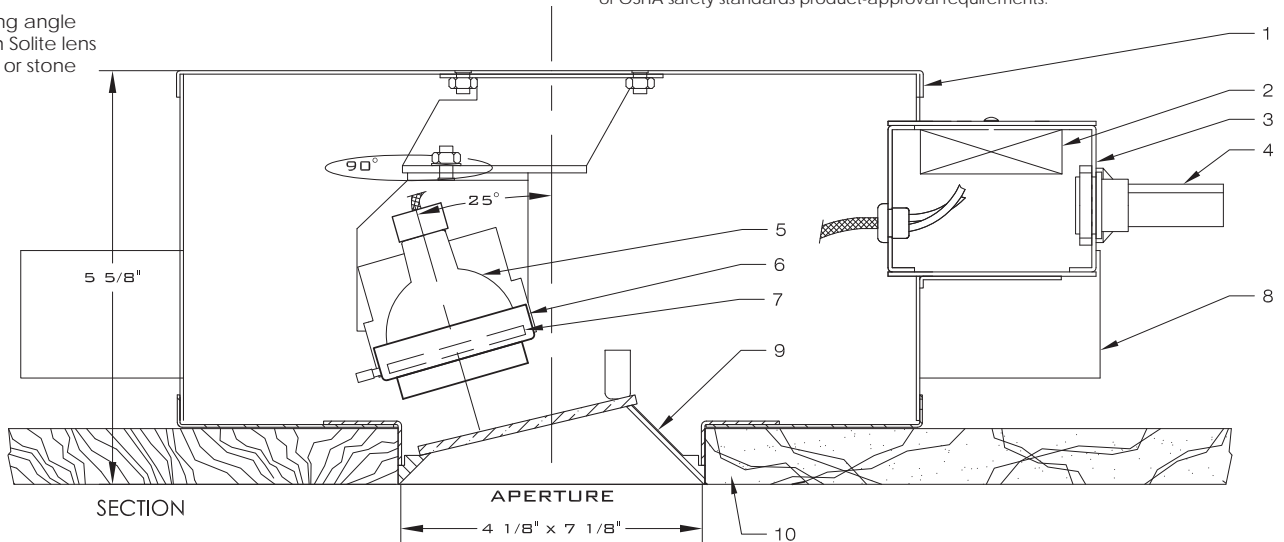 of OSHA safety standards product-approval requirements.
ng angle
Solite lens
or stone
1
2
3
4
90°
25°
5
6
7
5 5/8"
8
9
SECTION
APERTURE
4 1/8" x 7 1/8"
10